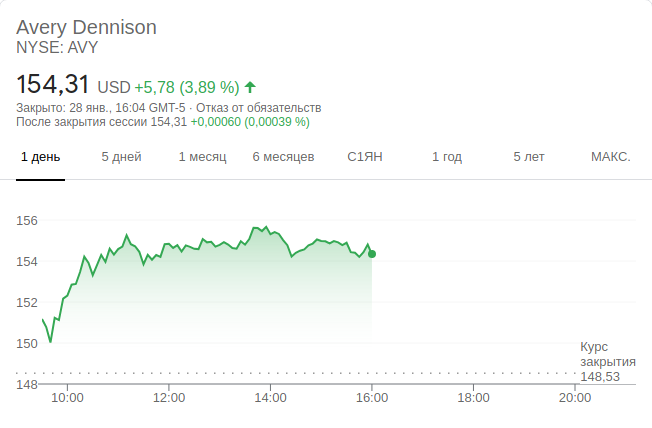 Avery Dennison
NYSE: AVY
154,31 USD +5,78 (3,89 %)
Закрыто: 28 янв., 16:04 GMT-5 · Отказ от обязательств
После закрытия сессии 154,31 +0,00060 (0,00039 %)
1 день 5 дней 1 месяц 6 месяцев С1ЯН 1 год 5 лет МАКС.
156
154
152
150
Курс
закрытия
148,53
148
10:00 12:00 14:00 16:00 18:00 20:00